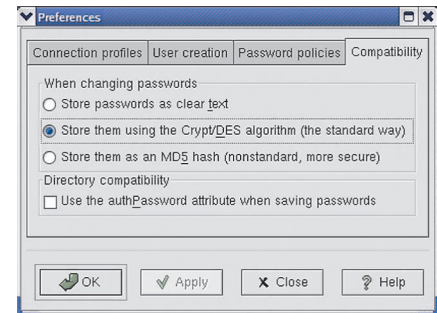 Preferences
Connection profiles User creation Password policies Compatibility
When changing passwords
Store passwords as clear text
Store them using the Crypt/DES algorithm (the standard way)
Store them as an MD5 hash (nonstandard, more secure)
Directory compatibility
Use the authPassword attribute when saving passwords
OK Apply X Close ? Help